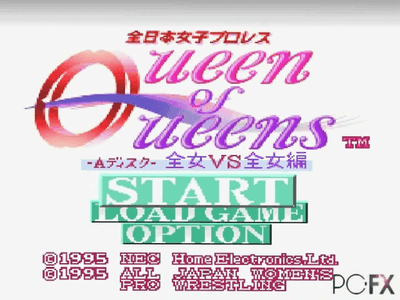 全日本女子プロレス
Queen
of
Queens
TM
-Aディスク- 全女VS全女編
START
LOAD GAME
OPTION
©1995 NEC Home Electronics,Ltd.
©1995 ALL JAPAN WOMEN'S
PRO WRESTLING
PC-FX